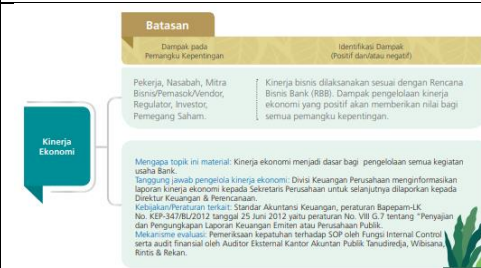 Batasan
Dampak pada
Pemangku Kepentingan
Identifikasi Dampak
(Positif dan/atau negatif)
Pekerja, Nasabah, Mitra
Bisnis/Pemasok/Vendor,
Regulator, Investor,
Pemegang Saham.
Kinerja bisnis dilaksanakan sesuai dengan Rencana
Bisnis Bank (RBB). Dampak pengelolaan kinerja
ekonomi yang positif akan memberikan nilai bagi
semua pemangku kepentingan.
Kinerja
Ekonomi
Mengapa topik ini material: Kinerja ekonomi menjadi dasar bagi pengelolaan semua kegiatan
usaha Bank.
Tanggung jawab pengelola kinerja ekonomi: Divisi Keuangan Perusahaan menginformasikan
laporan kinerja ekonomi kepada Sekretaris Perusahaan untuk selanjutnya dilaporkan kepada
Direktur Keuangan & Perencanaan.
Kebijakan/Peraturan terkait: Standar Akuntansi Keuangan, peraturan Bapepam-LK
No. KEP-347/BL/2012 tanggal 25 Juni 2012 yaitu peraturan No. VIII G.7 tentang "Penyajian
dan Pengungkapan Laporan Keuangan Emiten atau Perusahaan Publik.
Mekanisme evaluasi: Pemeriksaan kepatuhan terhadap SOP oleh Fungsi Internal Control
serta audit finansial oleh Auditor Eksternal Kantor Akuntan Publik Tanudiredja, Wibisana,
Rintis & Rekan.